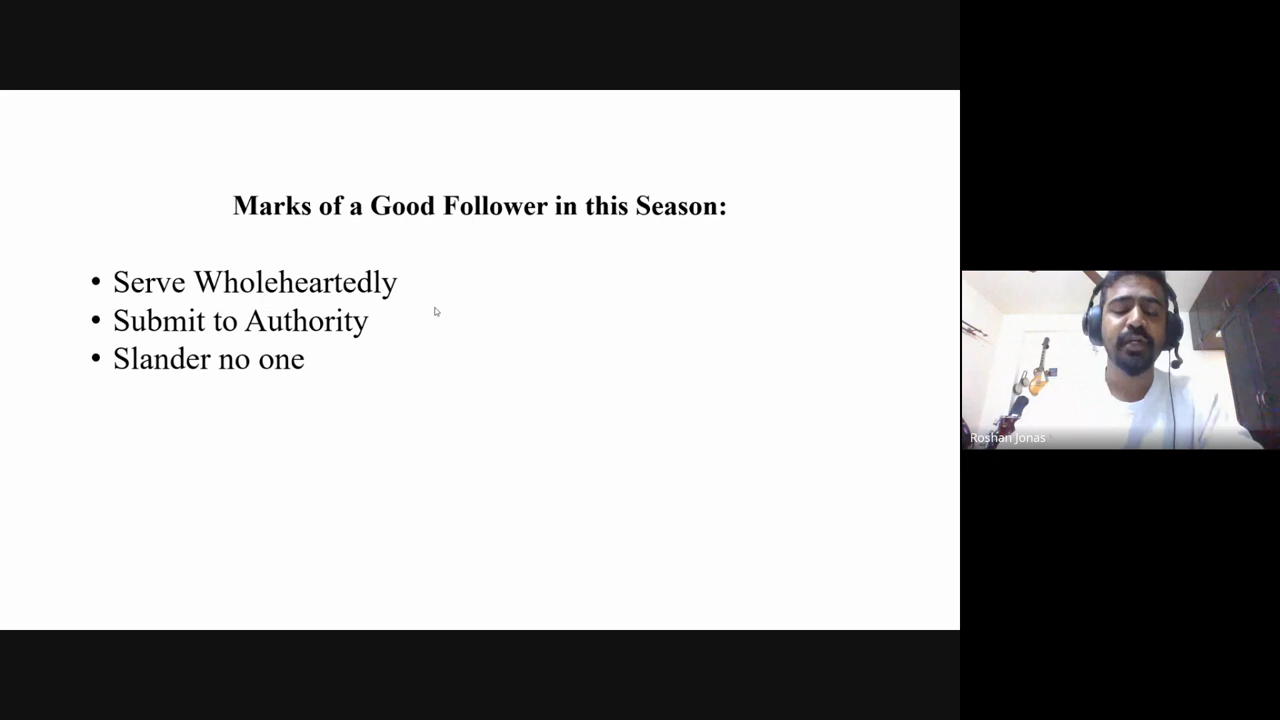 Marks of a Good Follower in this Season:
• Serve Wholeheartedly
• Submit to Authority
• Slander no one
Roshan Jonas